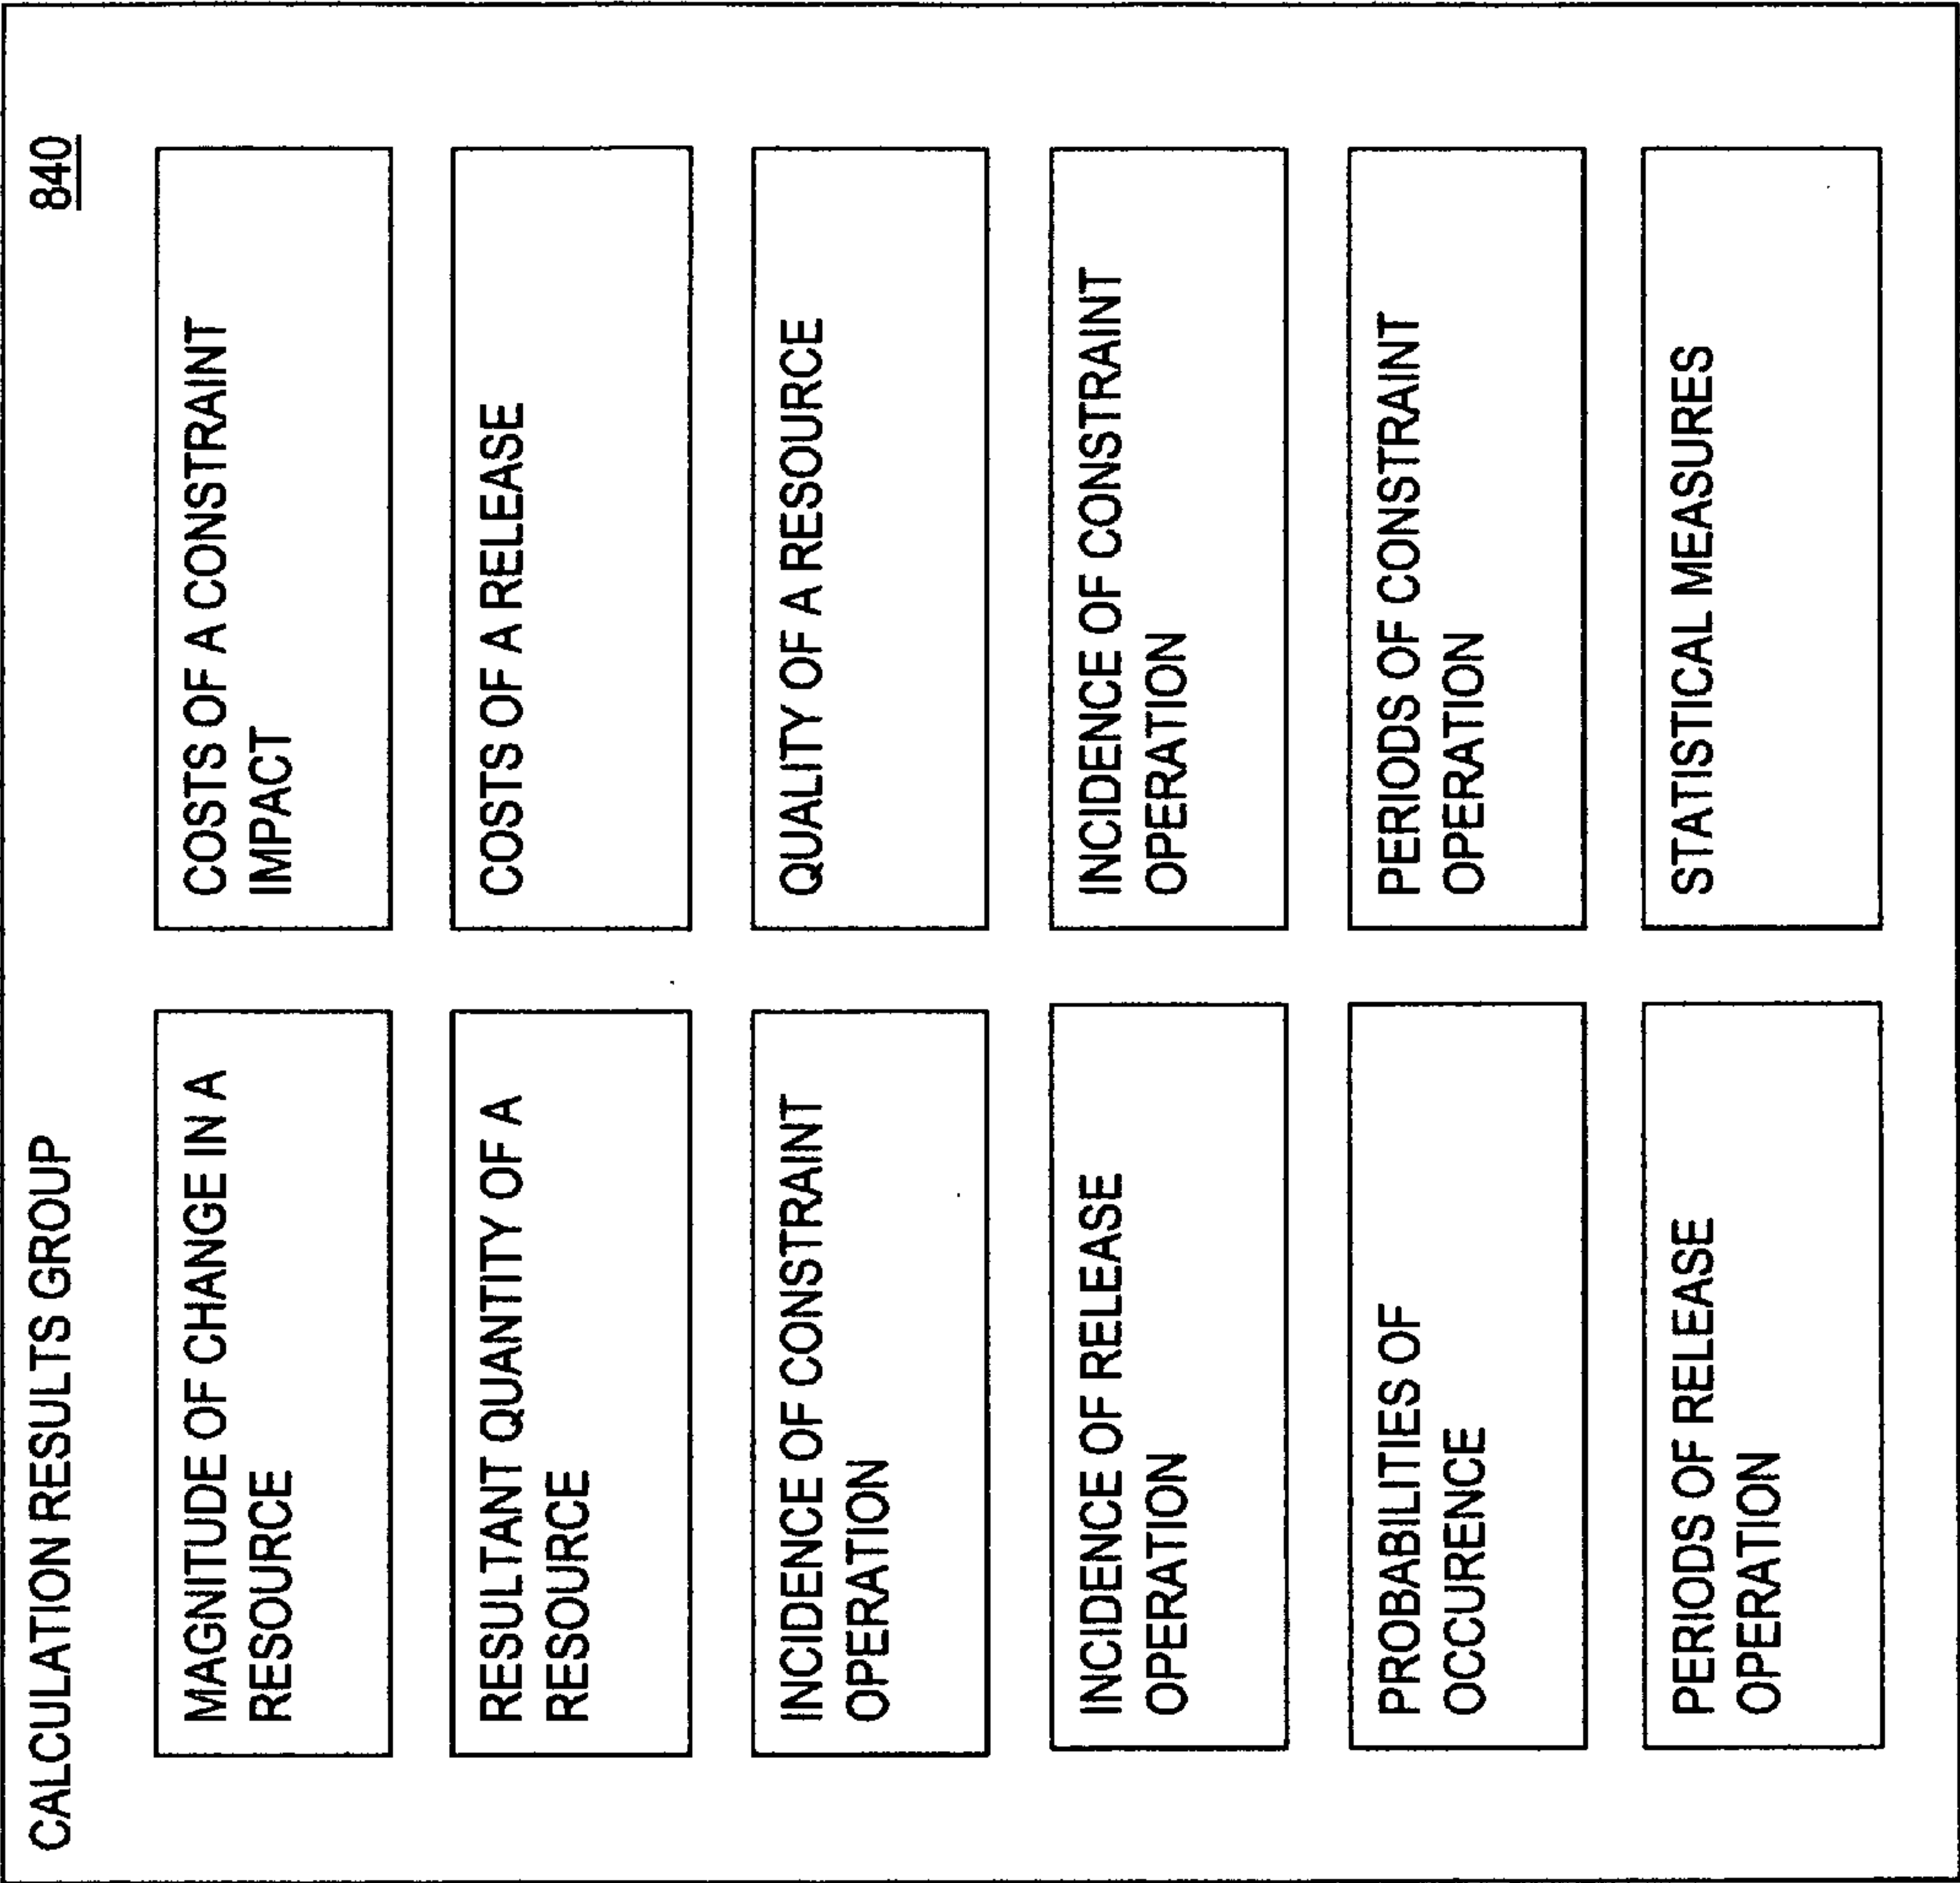 CALCULATION RESULTS GROUP
840
MAGNITUDE OF CHANGE IN A
RESOURCE
COSTS OF A CONSTRAINT
IMPACT
RESULTANT QUANTITY OF A
RESOURCE
COSTS OF A RELEASE
INCIDENCE OF CONSTRAINT
OPERATION
QUALITY OF A RESOURCE
INCIDENCE OF RELEASE
OPERATION
INCIDENCE OF CONSTRAINT
OPERATION
PROBABILITIES OF
OCCURENCE
PERIODS OF CONSTRAINT
OPERATION
PERIODS OF RELEASE
OPERATION
STATISTICAL MEASURES